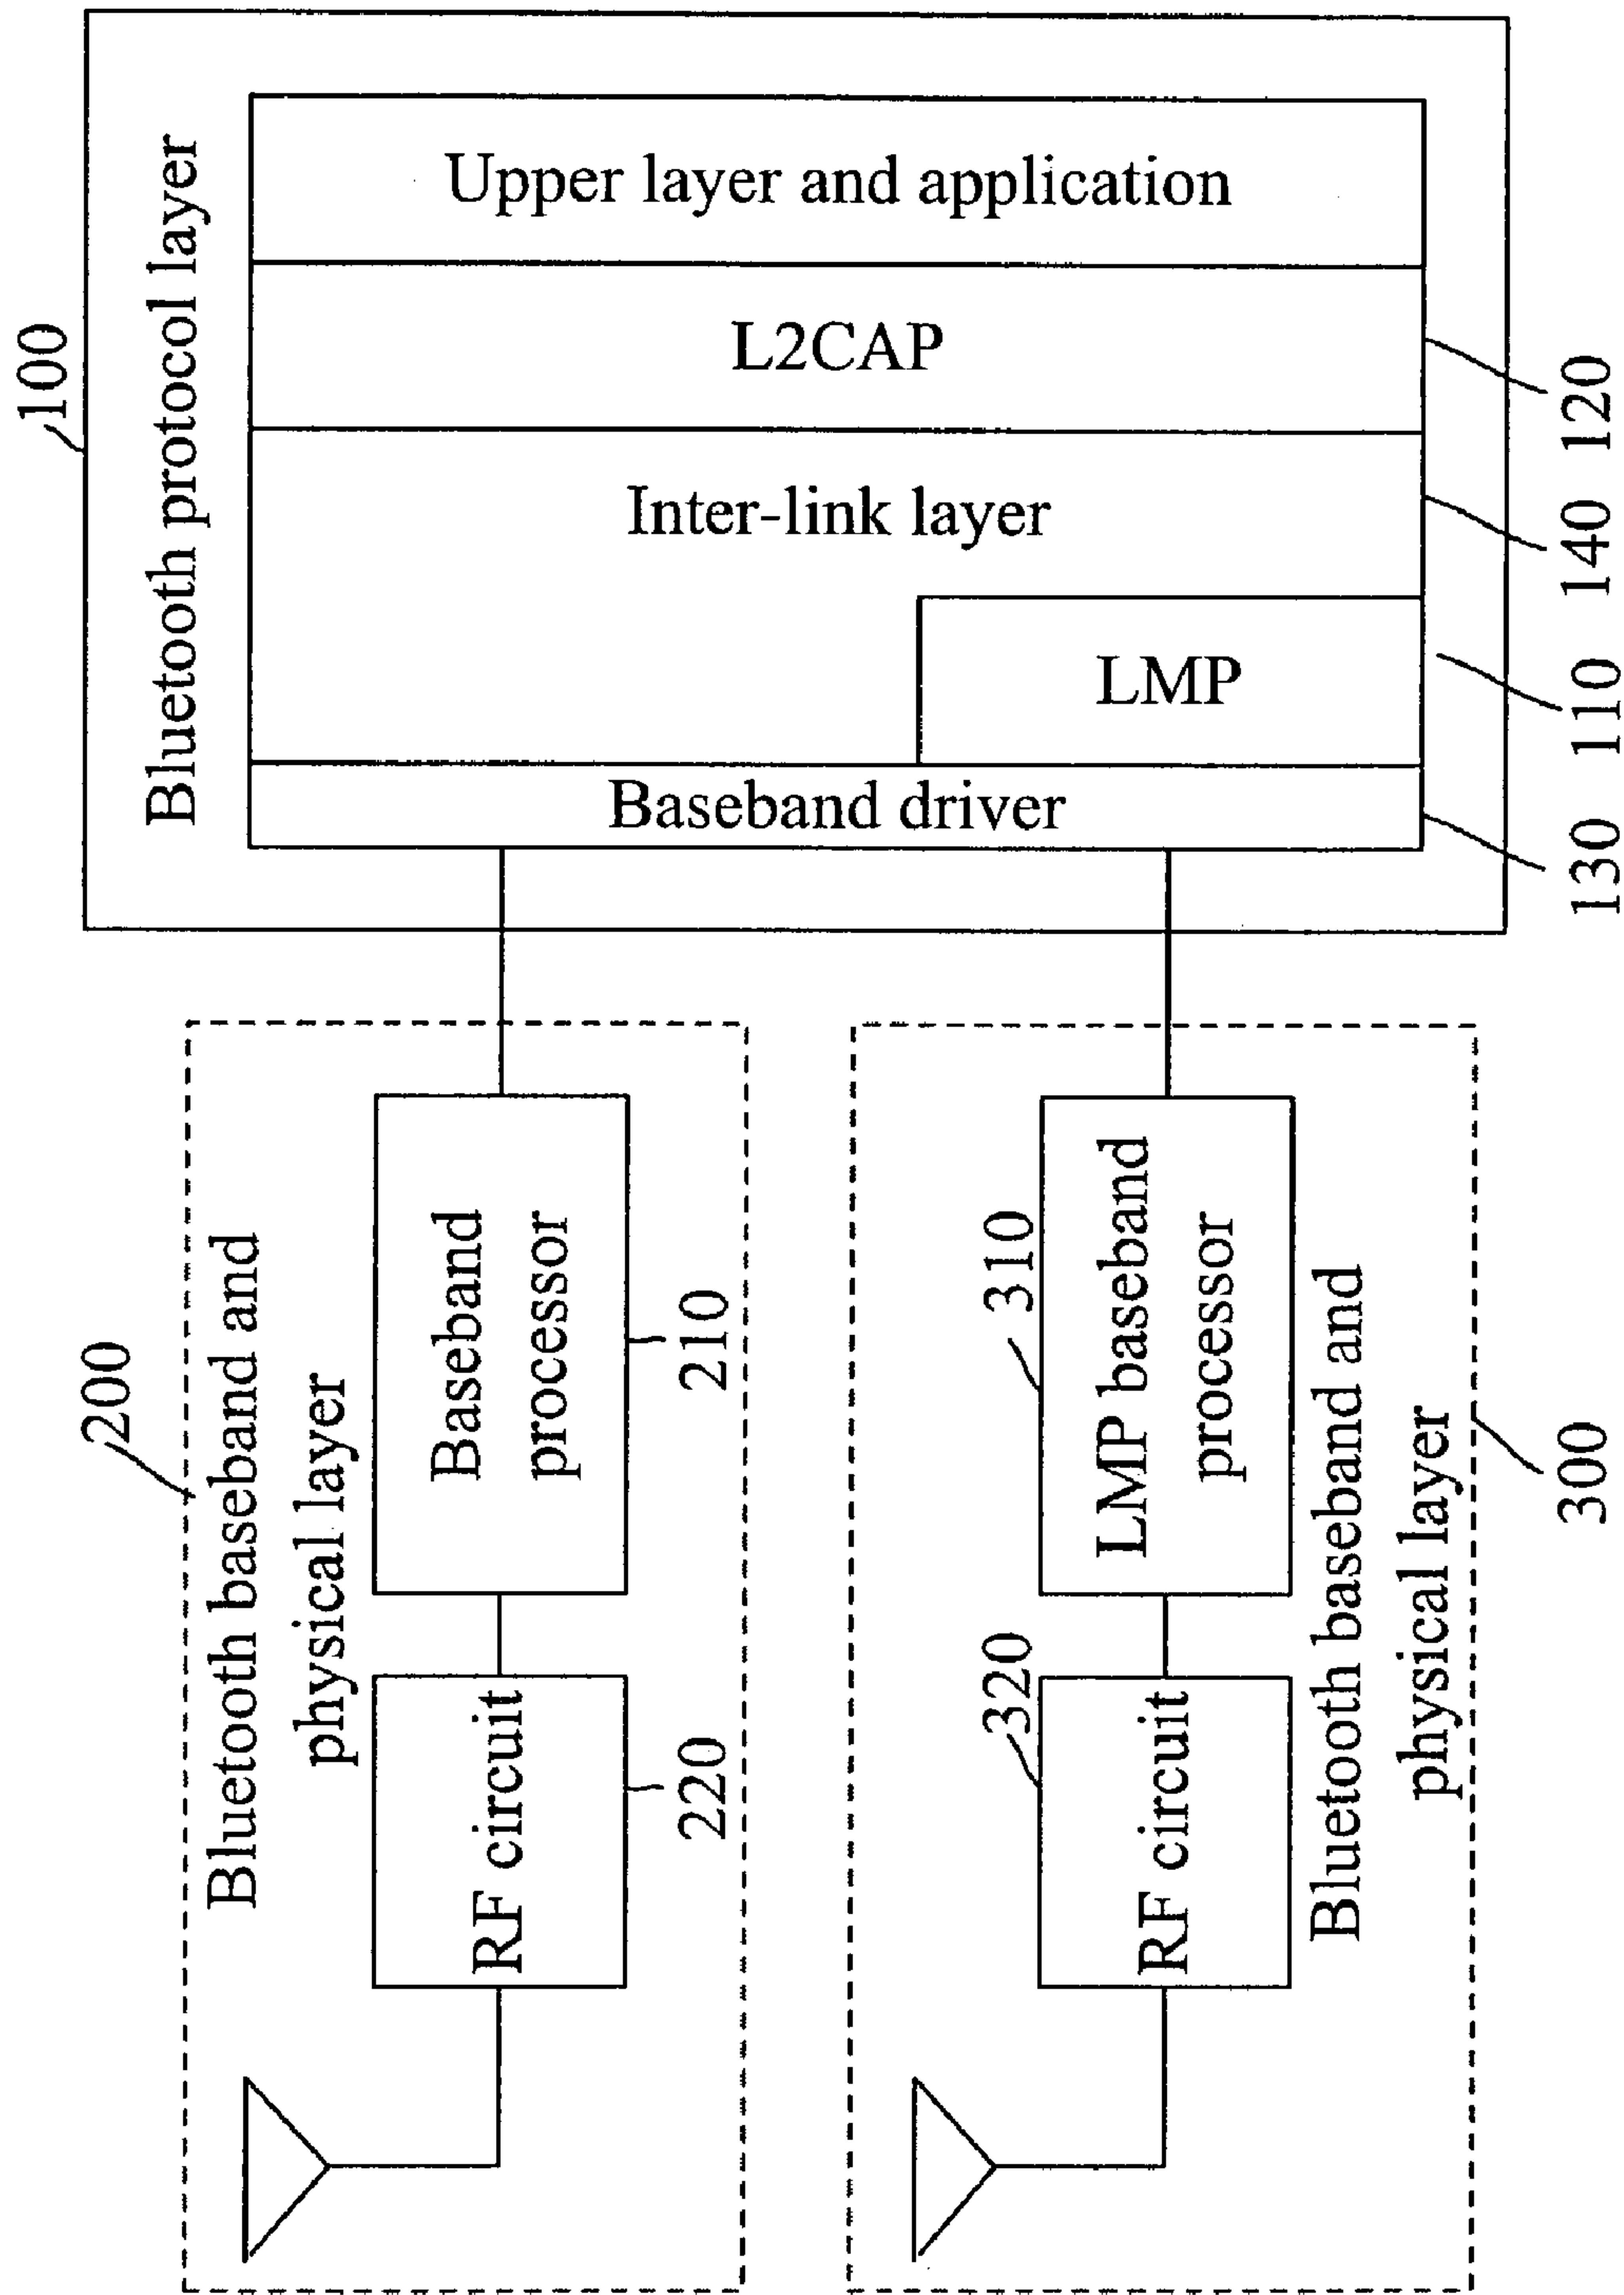 100
Bluetooth protocol layer
Upper layer and application
L2CAP
Inter-link layer
LMP
Baseband driver
120
140
110
130
200
Bluetooth baseband and
physical layer
Baseband
processor
210
RF circuit
220
310
LMP baseband
processor
320
RF circuit
Bluetooth baseband and
physical layer
300